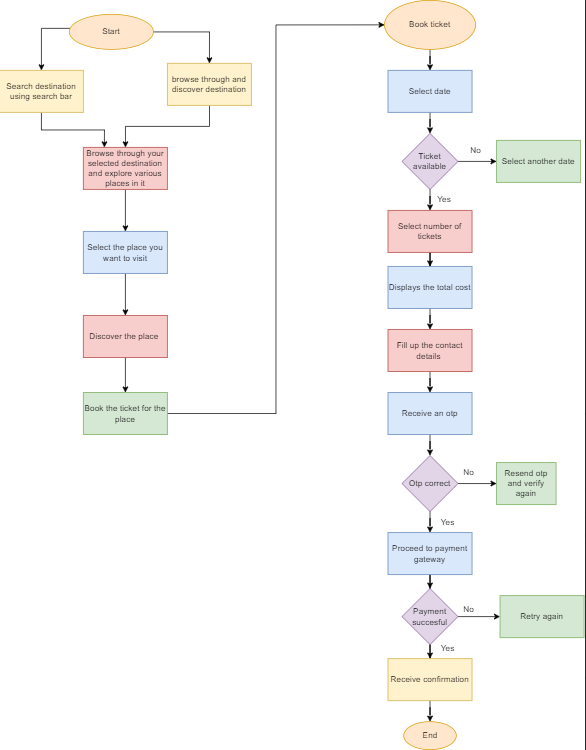 Start
Search destination
using search bar
browse through and
discover destination
Browse through your
selected destination
and explore various
places in it
Select the place you
want to visit
Discover the place
Book the ticket for the
place
Book ticket
Select date
Ticket
available
No
Select another date
Yes
Select number of
tickets
Displays the total cost
Fill up the contact
details
Receive an otp
Otp correct
No
Resend otp
and verify
again
Yes
Proceed to payment
gateway
Payment
succesful
No
Retry again
Yes
Receive confirmation
End